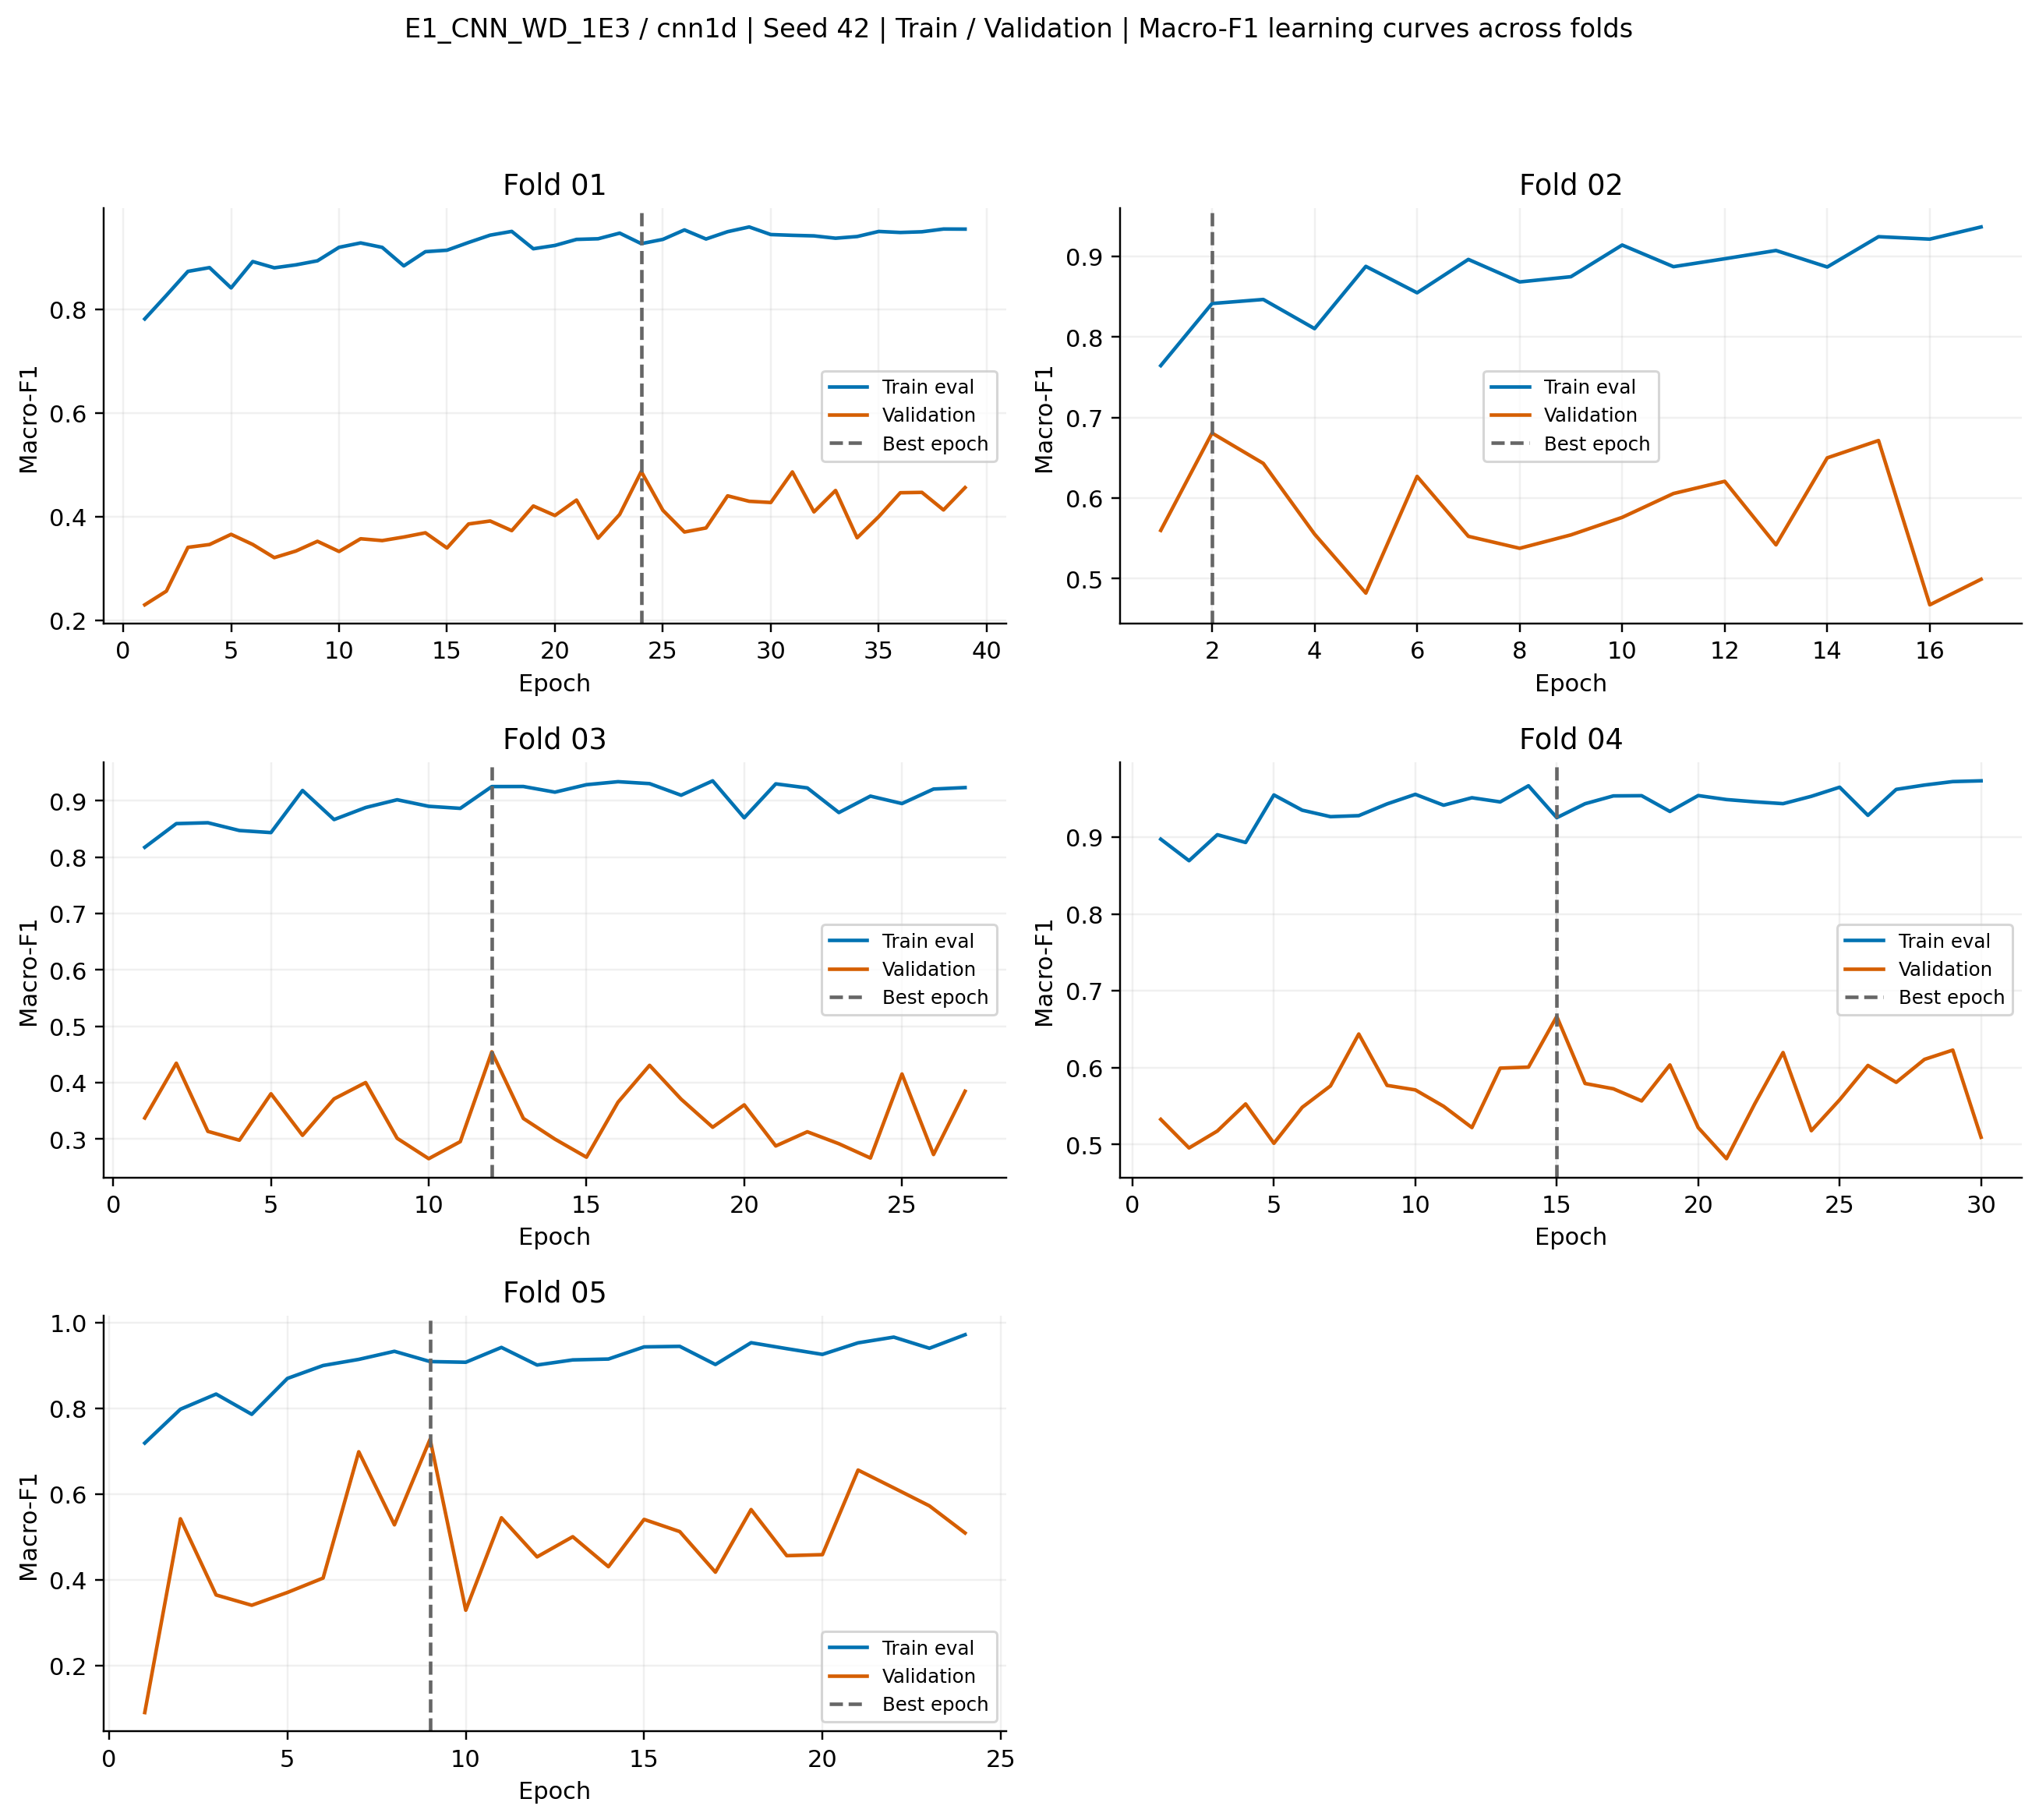 E1_CNN_WD_1E3 / cnn1d | Seed 42 | Train / Validation | Macro-F1 learning curves across folds
Fold 01
Macro-F1
0.8
0.6
0.4
0.2
Train eval
Validation
Best epoch
0 5 10 15 20 25 30 35 40
Epoch
Fold 02
Macro-F1
0.9
0.8
0.7
0.6
0.5
Train eval
Validation
Best epoch
2 4 6 8 10 12 14 16
Epoch
Fold 03
Macro-F1
0.9
0.8
0.7
0.6
0.5
0.4
0.3
Train eval
Validation
Best epoch
0 5 10 15 20 25
Epoch
Fold 04
Macro-F1
0.9
0.8
0.7
0.6
0.5
Train eval
Validation
Best epoch
0 5 10 15 20 25 30
Epoch
Fold 05
Macro-F1
1.0
0.8
0.6
0.4
0.2
Train eval
Validation
Best epoch
0 5 10 15 20 25
Epoch